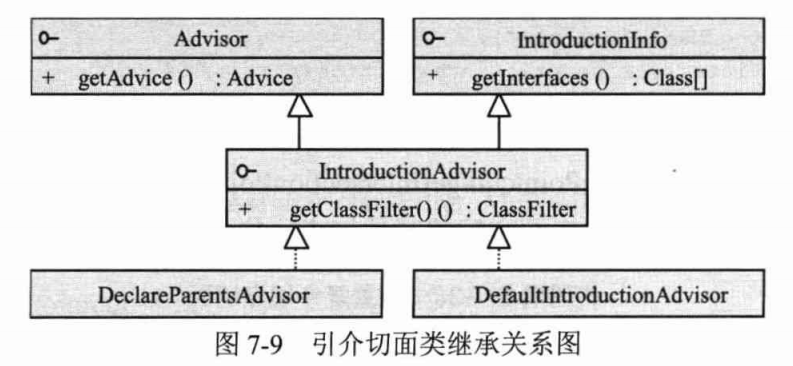 Advisor
+ getAdvice () : Advice
IntroductionInfo
+ getInterfaces () : Class[]
IntroductionAdvisor
+ getClassFilter() () : ClassFilter
DeclareParentsAdvisor
DefaultIntroductionAdvisor
图 7-9 引介切面类继承关系图